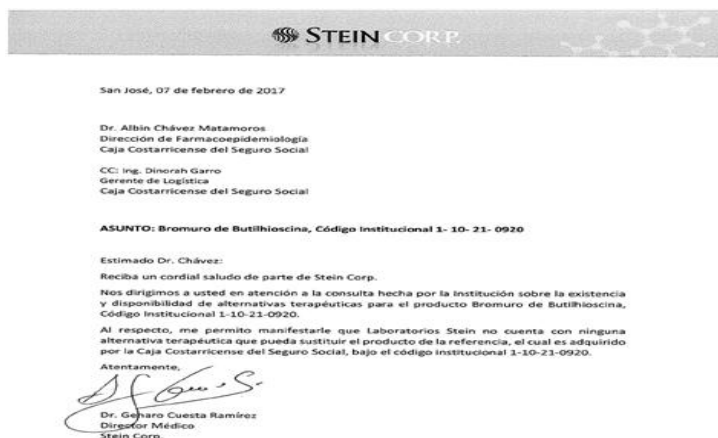 STEIN CORP.
San José, 07 de febrero de 2017
Dr. Albin Chávez Matamoros
Dirección de Farmacoepidemiología
Caja Costarricense del Seguro Social
CC: Ing. Dinorah Garro
Gerente de Logística
Caja Costarricense del Seguro Social
ASUNTO: Bromuro de Butilhioscina, Código Institucional 1- 10- 21- 0920
Estimado Dr. Chávez:
Reciba un cordial saludo de parte de Stein Corp.
Nos dirigimos a usted en atención a la consulta hecha por la Institución sobre la existencia
y disponibilidad de alternativas terapéuticas para el producto Bromuro de Butilhioscina,
Código Institucional 1-10-21-0920.
Al respecto, me permito manifestarle que Laboratorios Stein no cuenta con ninguna
alternativa terapéutica que pueda sustituir el producto de la referencia, el cual es adquirido
por la Caja Costarricense del Seguro Social, bajo el código institucional 1-10-21-0920.
Atentamente,
Dr. Genaro Cuesta Ramírez
Director Médico
Stein Corp.